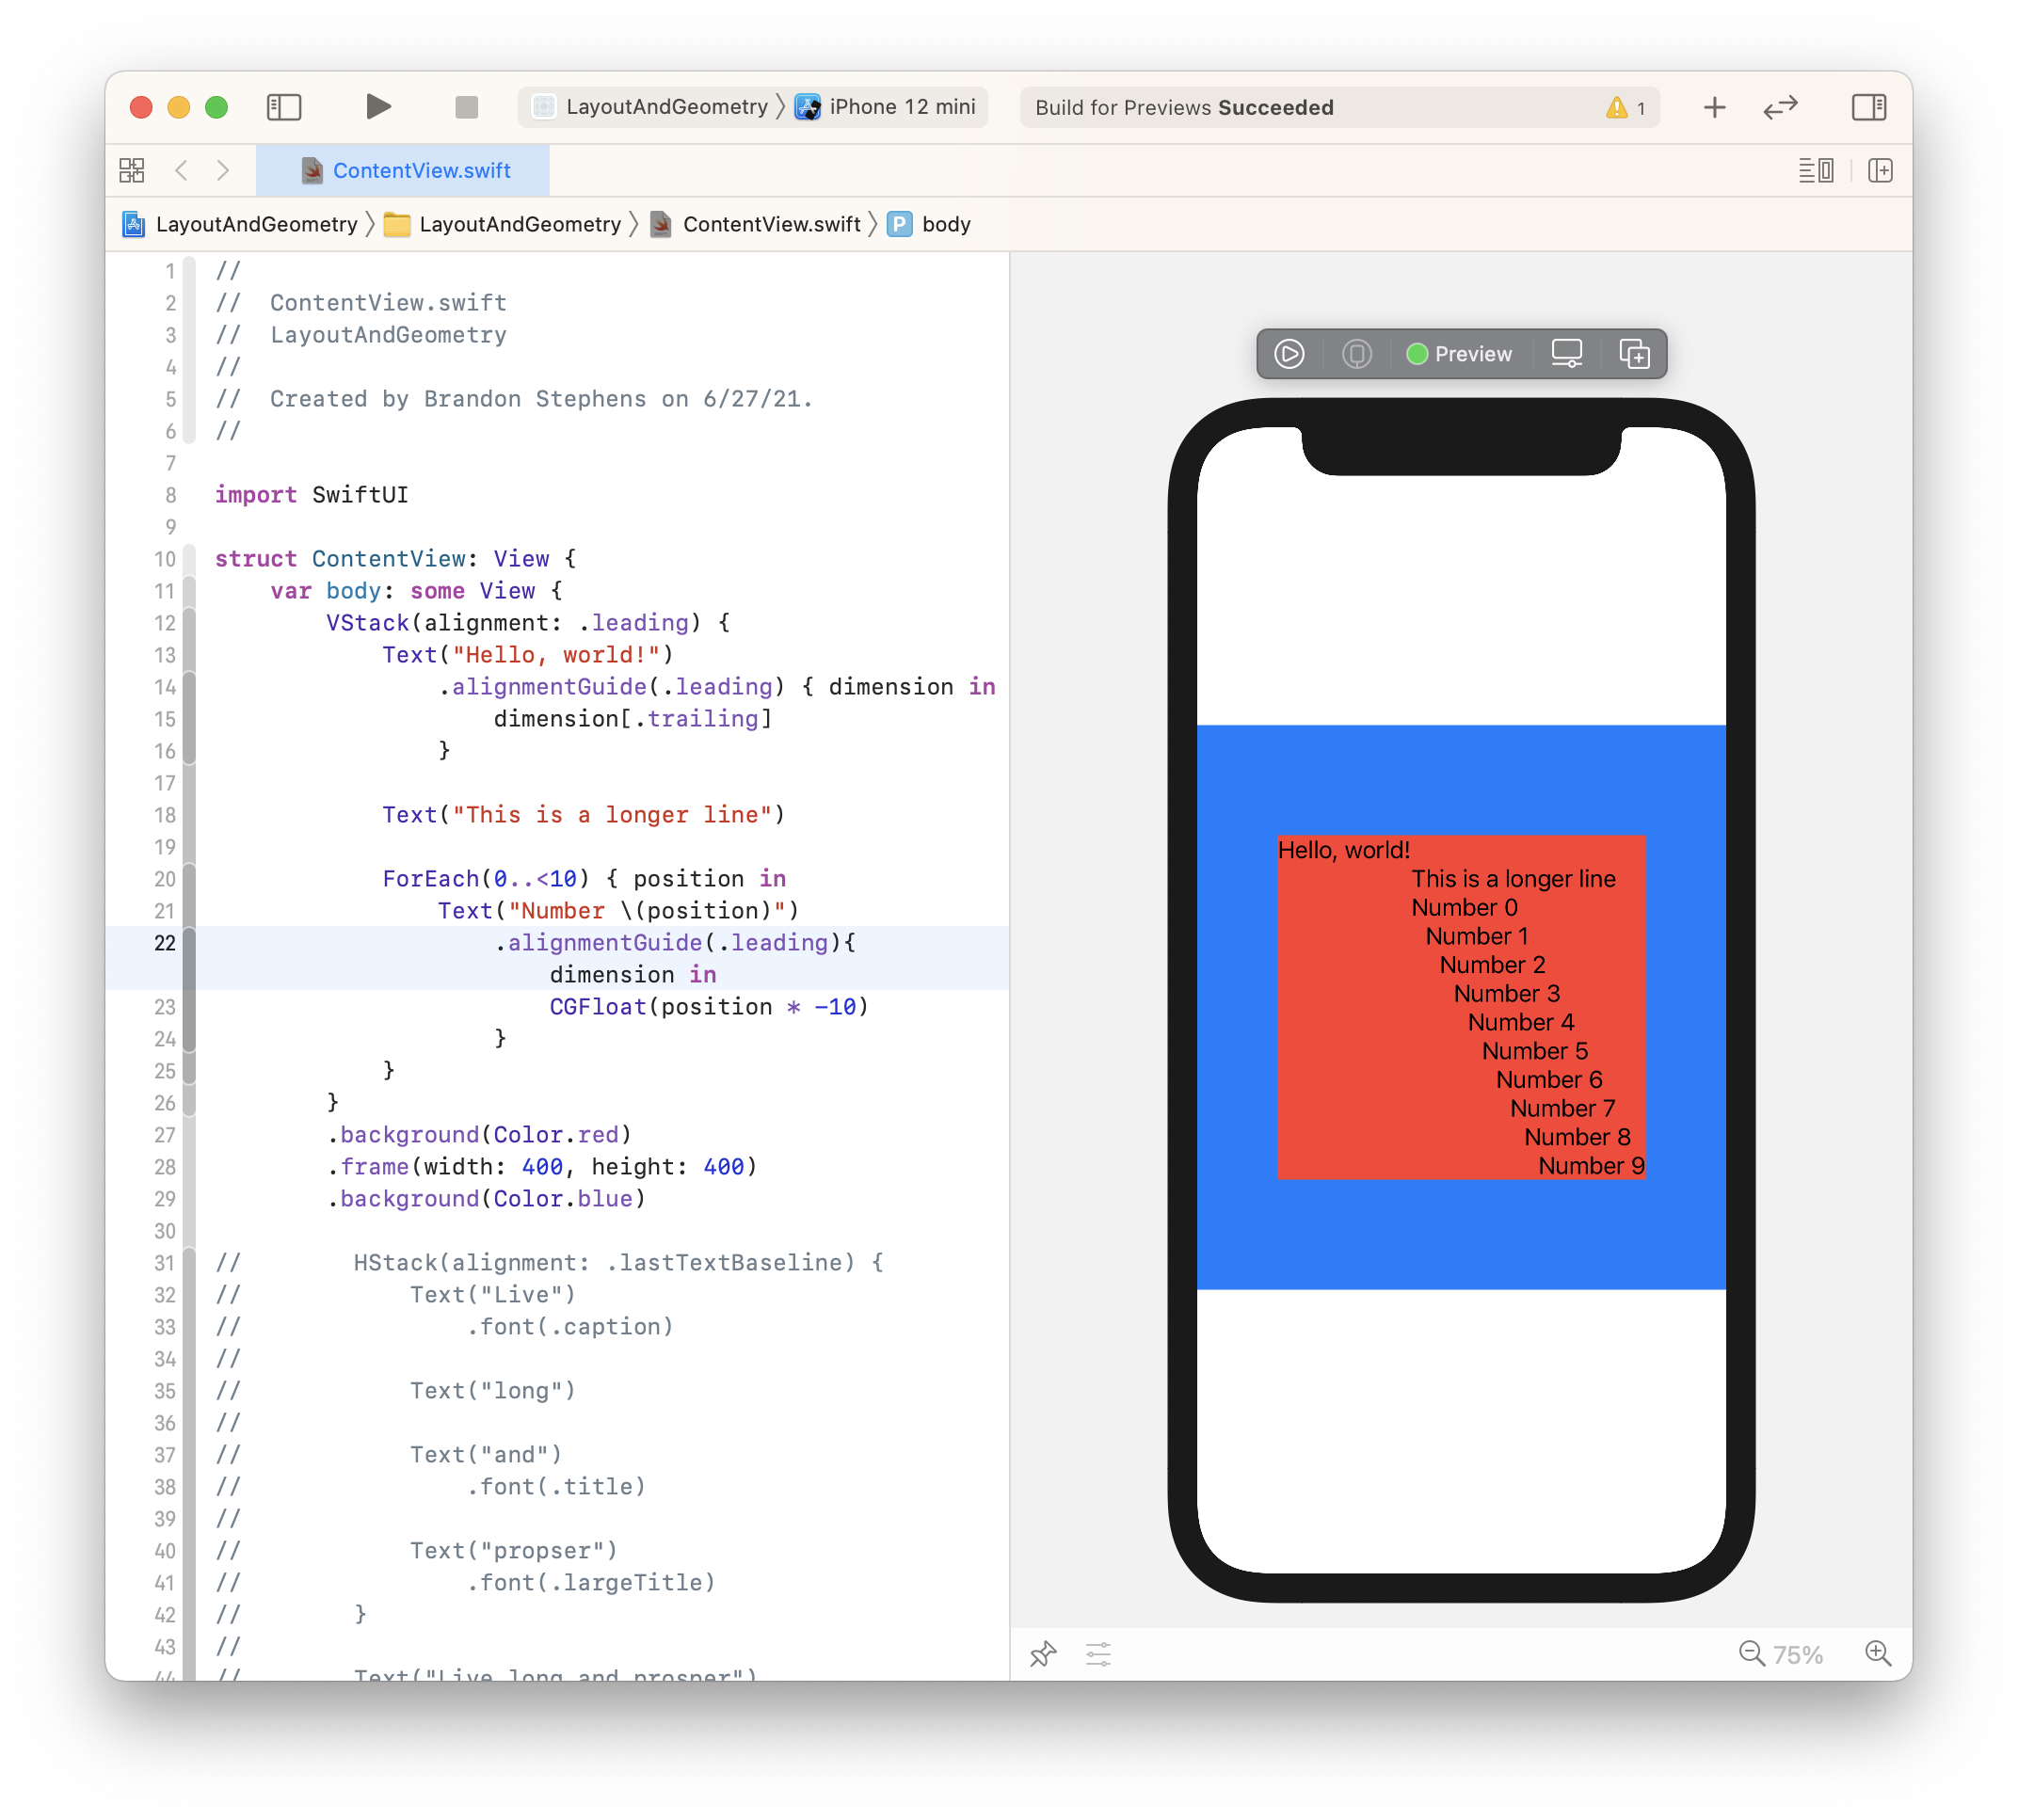 LayoutAndGeometry 〉 iPhone 12 mini
Build for Previews Succeeded
1
ContentView.swift
LayoutAndGeometry 〉 LayoutAndGeometry 〉 ContentView.swift 〉 P body
1 //
2 //  ContentView.swift
3 //  LayoutAndGeometry
4 //
5 //  Created by Brandon Stephens on 6/27/21.
6 //
7
8 import SwiftUI
9
10 struct ContentView: View {
11     var body: some View {
12         VStack(alignment: .leading) {
13             Text("Hello, world!")
14                 .alignmentGuide(.leading) { dimension in
15                     dimension[.trailing]
16                 }
17
18             Text("This is a longer line")
19
20             ForEach(0..<10) { position in
21                 Text("Number \(position)")
22                     .alignmentGuide(.leading){
                        dimension in
23                         CGFloat(position * -10)
24                     }
25             }
26         }
27         .background(Color.red)
28         .frame(width: 400, height: 400)
29         .background(Color.blue)
30
31 //        HStack(alignment: .lastTextBaseline) {
32 //            Text("Live")
33 //                .font(.caption)
34 //
35 //            Text("long")
36 //
37 //            Text("and")
38 //                .font(.title)
39 //
40 //            Text("propser")
41 //                .font(.largeTitle)
42 //        }
43 //
44 //        Text("Live long and prosper")
Preview
Hello, world!
This is a longer line
Number 0
Number 1
Number 2
Number 3
Number 4
Number 5
Number 6
Number 7
Number 8
Number 9
75%